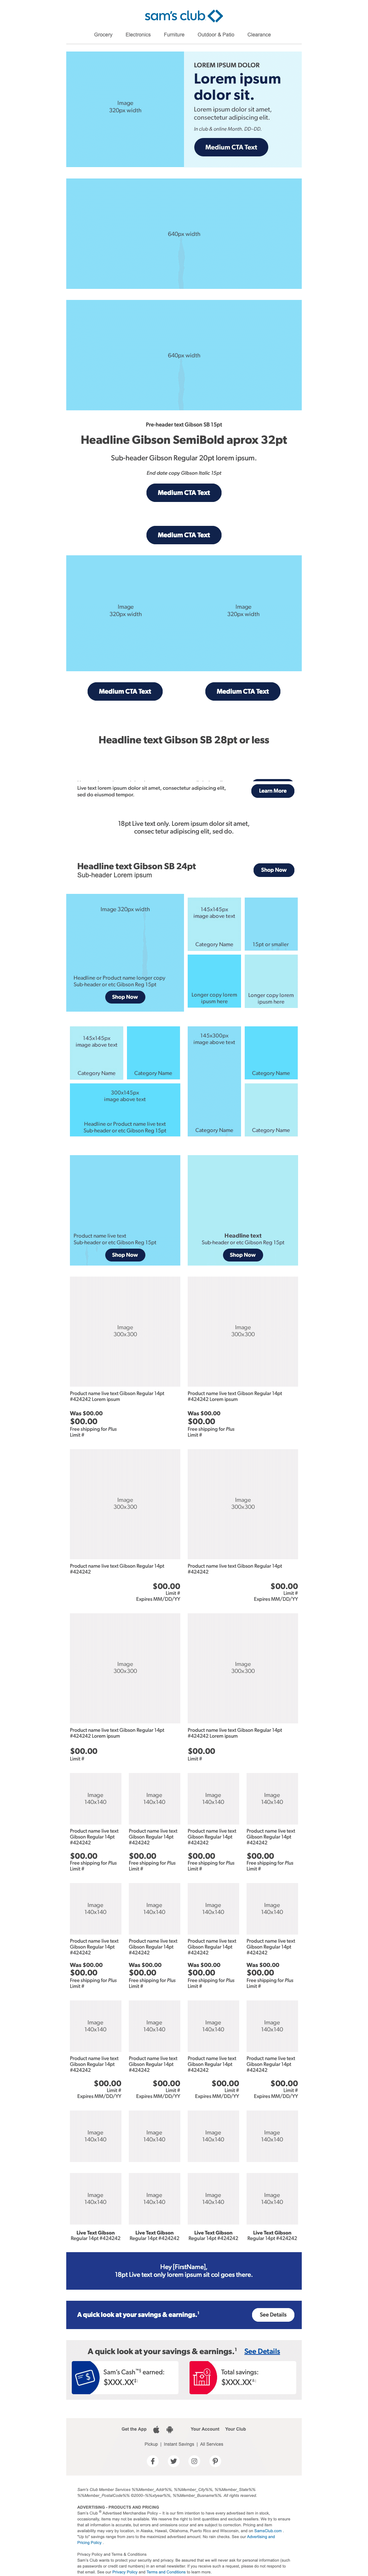 sam's club
Grocery Electronics Furniture Outdoor & Patio Clearance
Image
320px width
LOREM IPSUM DOLOR
Lorem ipsum
dolor sit.
Lorem ipsum dolor sit amet,
consectetur adipiscing elit.
In club & online Month. DD–DD.
Medium CTA Text
640px width
640px width
Pre-header text Gibson SB 15pt
Headline Gibson SemiBold aprox 32pt
Sub-header Gibson Regular 20pt lorem ipsum.
End date copy Gibson Italic 15pt
Medium CTA Text
Medium CTA Text
Image
320px width
Image
320px width
Medium CTA Text
Medium CTA Text
Headline text Gibson SB 28pt or less
Live text lorem ipsum dolor sit amet, consectetur adipiscing elit,
sed do eiusmod tempor.
Learn More
18pt Live text only. Lorem ipsum dolor sit amet,
consec tetur adipiscing elit, sed do.
Headline text Gibson SB 24pt
Sub-header Lorem ipsum
Shop Now
Image 320px width
Headline or Product name longer copy
Sub-header or etc Gibson Reg 15pt
Shop Now
145x145px
image above text
Category Name
15pt or smaller
Longer copy lorem
ipusm here
Longer copy lorem
ipsum here
145x145px
image above text
Category Name
Category Name
300x145px
Image above text
Headline or Product name live text
Sub-header or etc Gibson Reg 15pt
145x300px
image above text
Category Name
Category Name
Category Name
Product name live text
Sub-header or etc Gibson Reg 15pt
Shop Now
Headline text
Sub-header or etc Gibson Reg 15pt
Shop Now
Image
300x300
Image
300x300
Product name live text Gibson Regular 14pt
#424242 Lorem ipsum
Was $00.00
$00.00
Free shipping for Plus
Limit #
Product name live text Gibson Regular 14pt
#424242 Lorem ipsum
Was $00.00
$00.00
Free shipping for Plus
Limit #
Image
300x300
Image
300x300
Product name live text Gibson Regular 14pt
#424242
$00.00
Limit #
Expires MM/DD/YY
Product name live text Gibson Regular 14pt
#424242
$00.00
Limit #
Expires MM/DD/YY
Image
300x300
Image
300x300
Product name live text Gibson Regular 14pt
#424242 Lorem ipsum
$00.00
Limit #
Product name live text Gibson Regular 14pt
#424242 Lorem ipsum
$00.00
Limit #
Image Image Image Image
140x140 140x140 140x140 140x140
Product name live text Product name live text Product name live text Product name live text
Gibson Regular 14pt Gibson Regular 14pt Gibson Regular 14pt Gibson Regular 14pt
#424242 #424242 #424242 #424242
$00.00 $00.00 $00.00 $00.00
Free shipping for Plus Free shipping for Plus Free shipping for Plus Free shipping for Plus
Limit # Limit # Limit # Limit #
Image Image Image Image
140x140 140x140 140x140 140x140
Product name live text Product name live text Product name live text Product name live text
Gibson Regular 14pt Gibson Regular 14pt Gibson Regular 14pt Gibson Regular 14pt
#424242 #424242 #424242 #424242
Was $00.00 Was $00.00 Was $00.00 Was $00.00
$00.00 $00.00 $00.00 $00.00
Free shipping for Plus Free shipping for Plus Free shipping for Plus Free shipping for Plus
Limit # Limit # Limit # Limit #
Image Image Image Image
140x140 140x140 140x140 140x140
Product name live text Product name live text Product name live text Product name live text
Gibson Regular 14pt Gibson Regular 14pt Gibson Regular 14pt Gibson Regular 14pt
#424242 #424242 #424242 #424242
$00.00 $00.00 $00.00 $00.00
Limit # Limit # Limit # Limit #
Expires MM/DD/YY Expires MM/DD/YY Expires MM/DD/YY Expires MM/DD/YY
Image Image Image Image
140x140 140x140 140x140 140x140
Image Image Image Image
140x140 140x140 140x140 140x140
Live Text Gibson Live Text Gibson Live Text Gibson Live Text Gibson
Regular 14pt #424242 Regular 14pt #424242 Regular 14pt #424242 Regular 14pt #424242
Hey [FirstName],
18pt Live text only lorem ipsum sit col goes there.
A quick look at your savings & earnings.¹
See Details
A quick look at your savings & earnings.¹ See Details
Sam's Cash™§ earned:
$XXX.XX
Total savings:
$XXX.XX
Get the App Your Account Your Club
Pickup | Instant Savings | All Services
ADVERTISING - PRODUCTS AND PRICING
Privacy Policy and Terms & Conditions